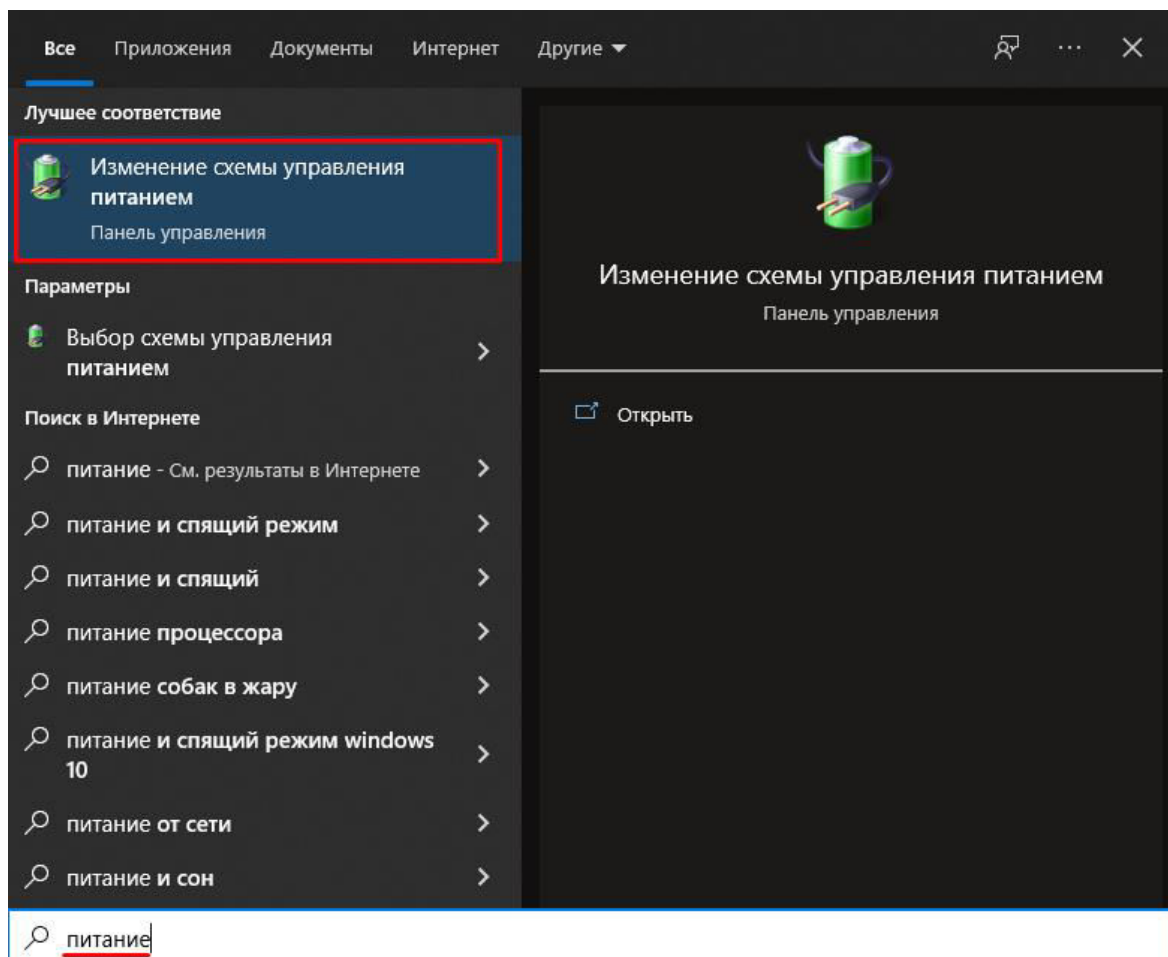 Все Приложения Документы Интернет Другие
Лучшее соответствие
Изменение схемы управления
питанием
Панель управления
Параметры
Выбор схемы управления
питанием
Поиск в Интернете
питание - См. результаты в Интернете
питание и спящий режим
питание и спящий
питание процессора
питание собак в жару
питание и спящий режим windows
10
питание от сети
питание и сон
Изменение схемы управления питанием
Панель управления
Открыть
питание